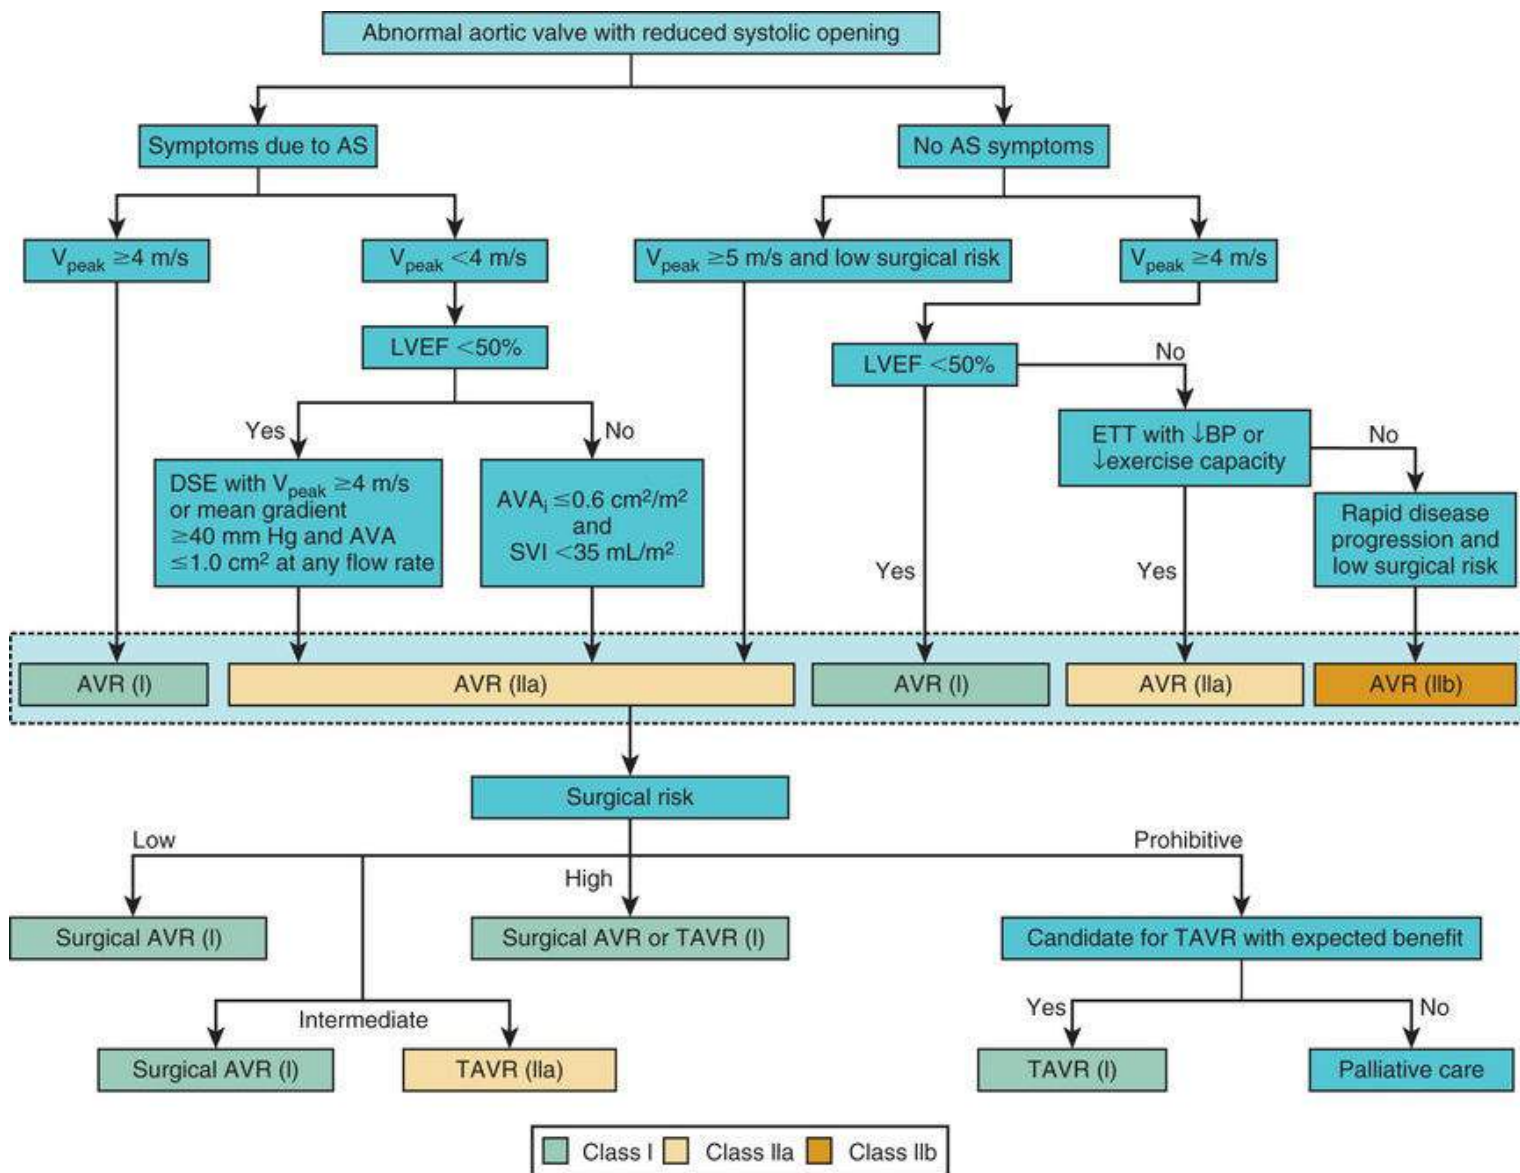 Abnormal aortic valve with reduced systolic opening
Symptoms due to AS
No AS symptoms
Vpeak ≥4 m/s
Vpeak <4 m/s
Vpeak ≥5 m/s and low surgical risk
Vpeak ≥4 m/s
LVEF <50%
LVEF <50%
No
Yes
No
ETT with ↓BP or
↓exercise capacity
No
DSE with Vpeak ≥4 m/s
or mean gradient
≥40 mm Hg and AVA
≤1.0 cm² at any flow rate
AVAi ≤0.6 cm²/m²
and
SVI <35 mL/m²
Rapid disease
progression and
low surgical risk
Yes
Yes
AVR (I)
AVR (IIa)
AVR (I)
AVR (IIa)
AVR (IIb)
Surgical risk
Low
Prohibitive
High
Surgical AVR (I)
Surgical AVR or TAVR (I)
Candidate for TAVR with expected benefit
Intermediate
Yes
No
Surgical AVR (I)
TAVR (IIa)
TAVR (I)
Palliative care
Class I
Class IIa
Class IIb